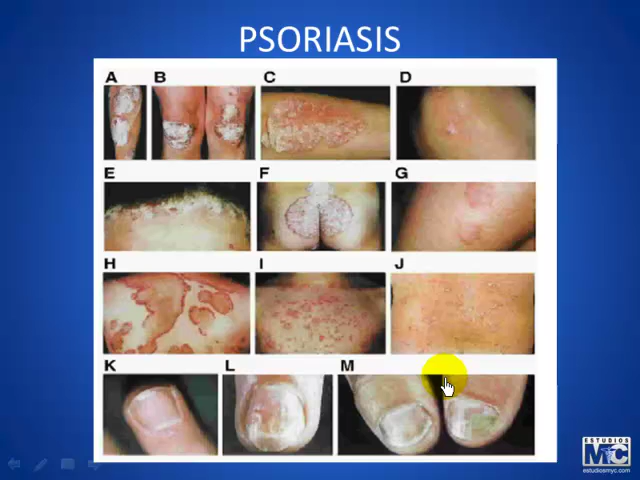 PSORIASIS
A B C D
E F G
H I J
K L M
ESTUDIOS
MyC
estudiosmyc.com